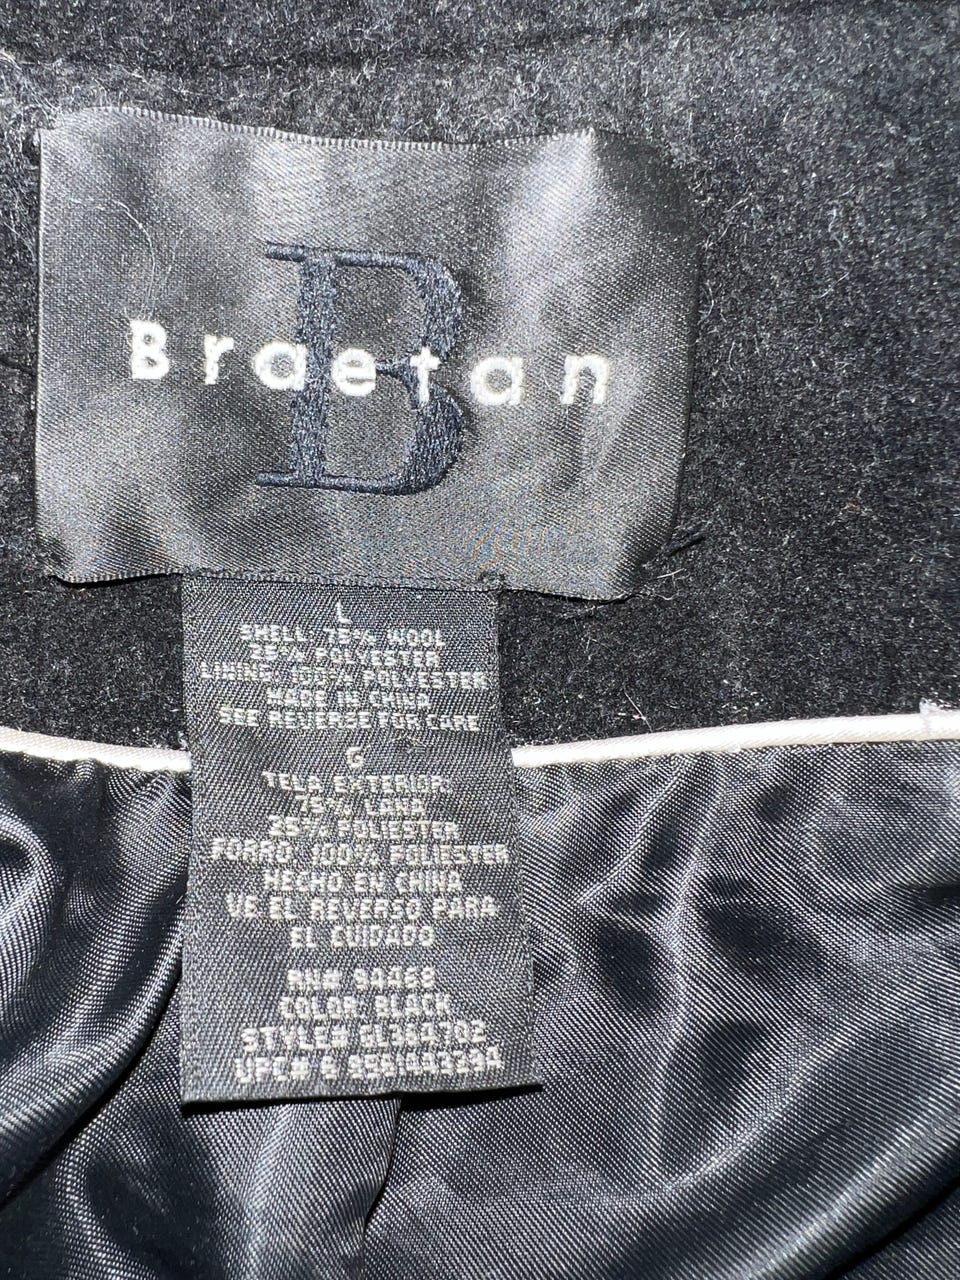 B
Braetan
L
SHELL 75% WOOL
25% POLYESTER
LINING 100% POLYESTER
MADE IN CHINA
SEE REVERSE FOR CARE
G
TELA EXTERIOR:
75% LANA
25% POLIESTER
FORRO, 100% POLIESTER
HECHO EN CHINA
VE EL REVERSO PARA
EL CUIDADO
RN# 94468
COLOR: BLACK
STYLE#
UPC#